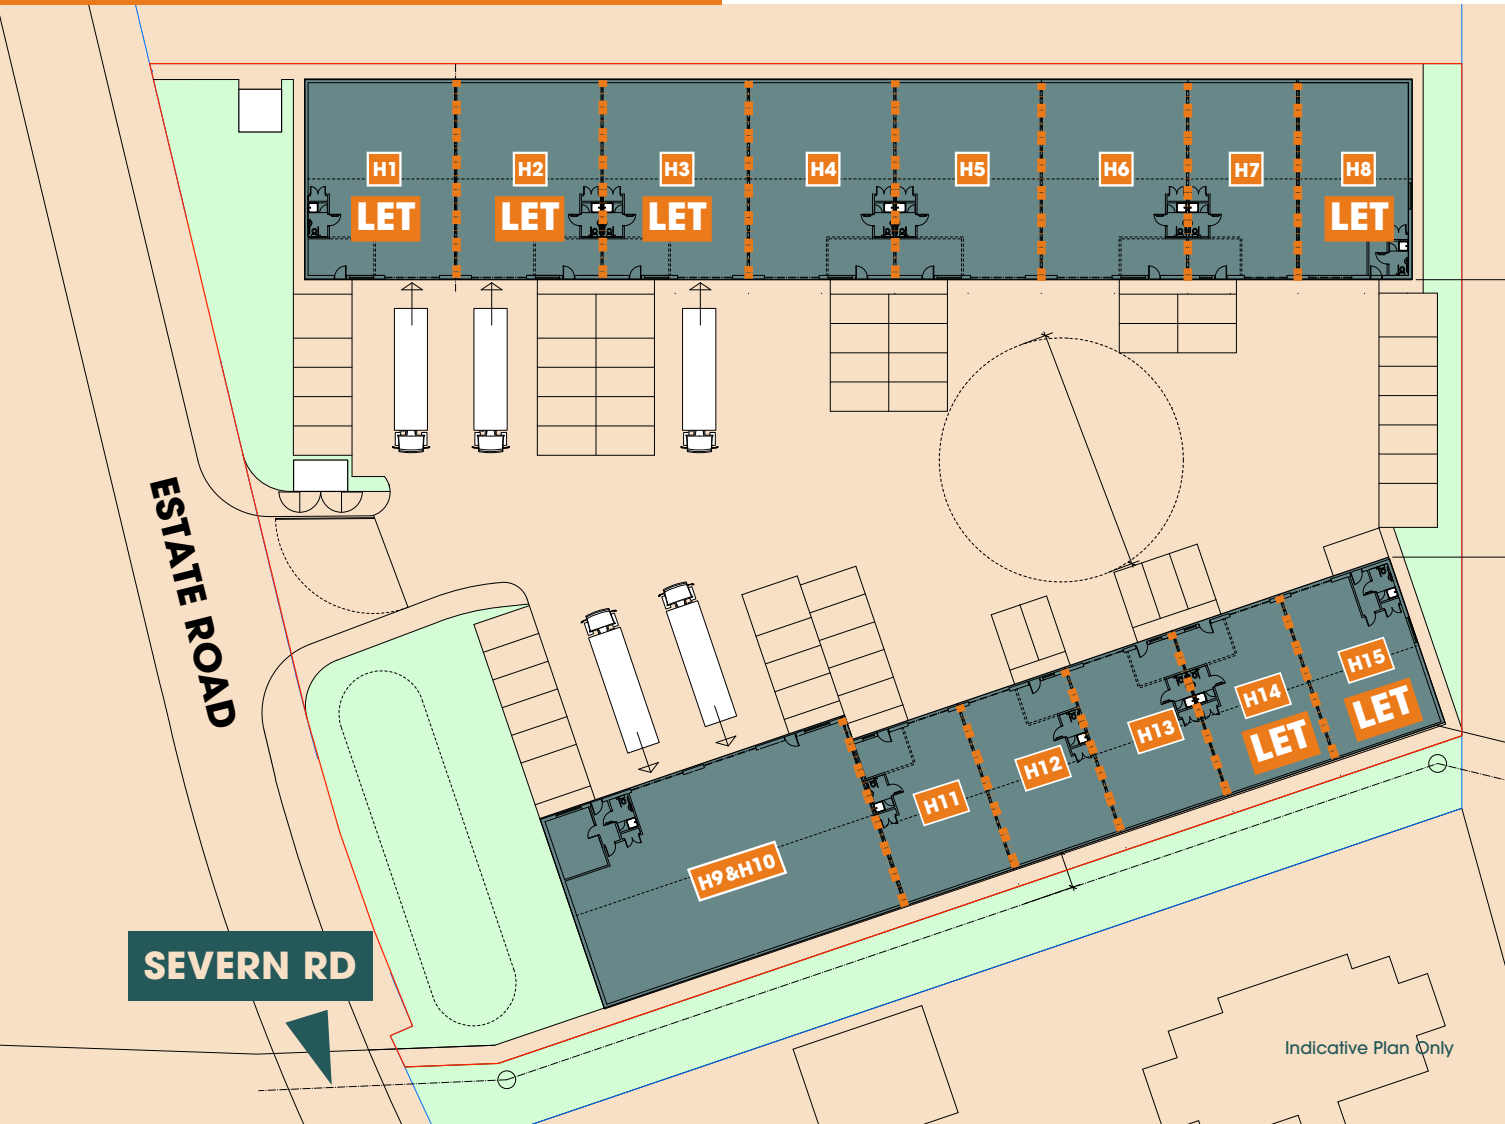 H1
H2
H3
H4
H5
H6
H7
H8
LET
LET
LET
LET
ESTATE ROAD
H15
H14
H13
H12
H11
H9&H10
LET
LET
SEVERN RD
Indicative Plan Only